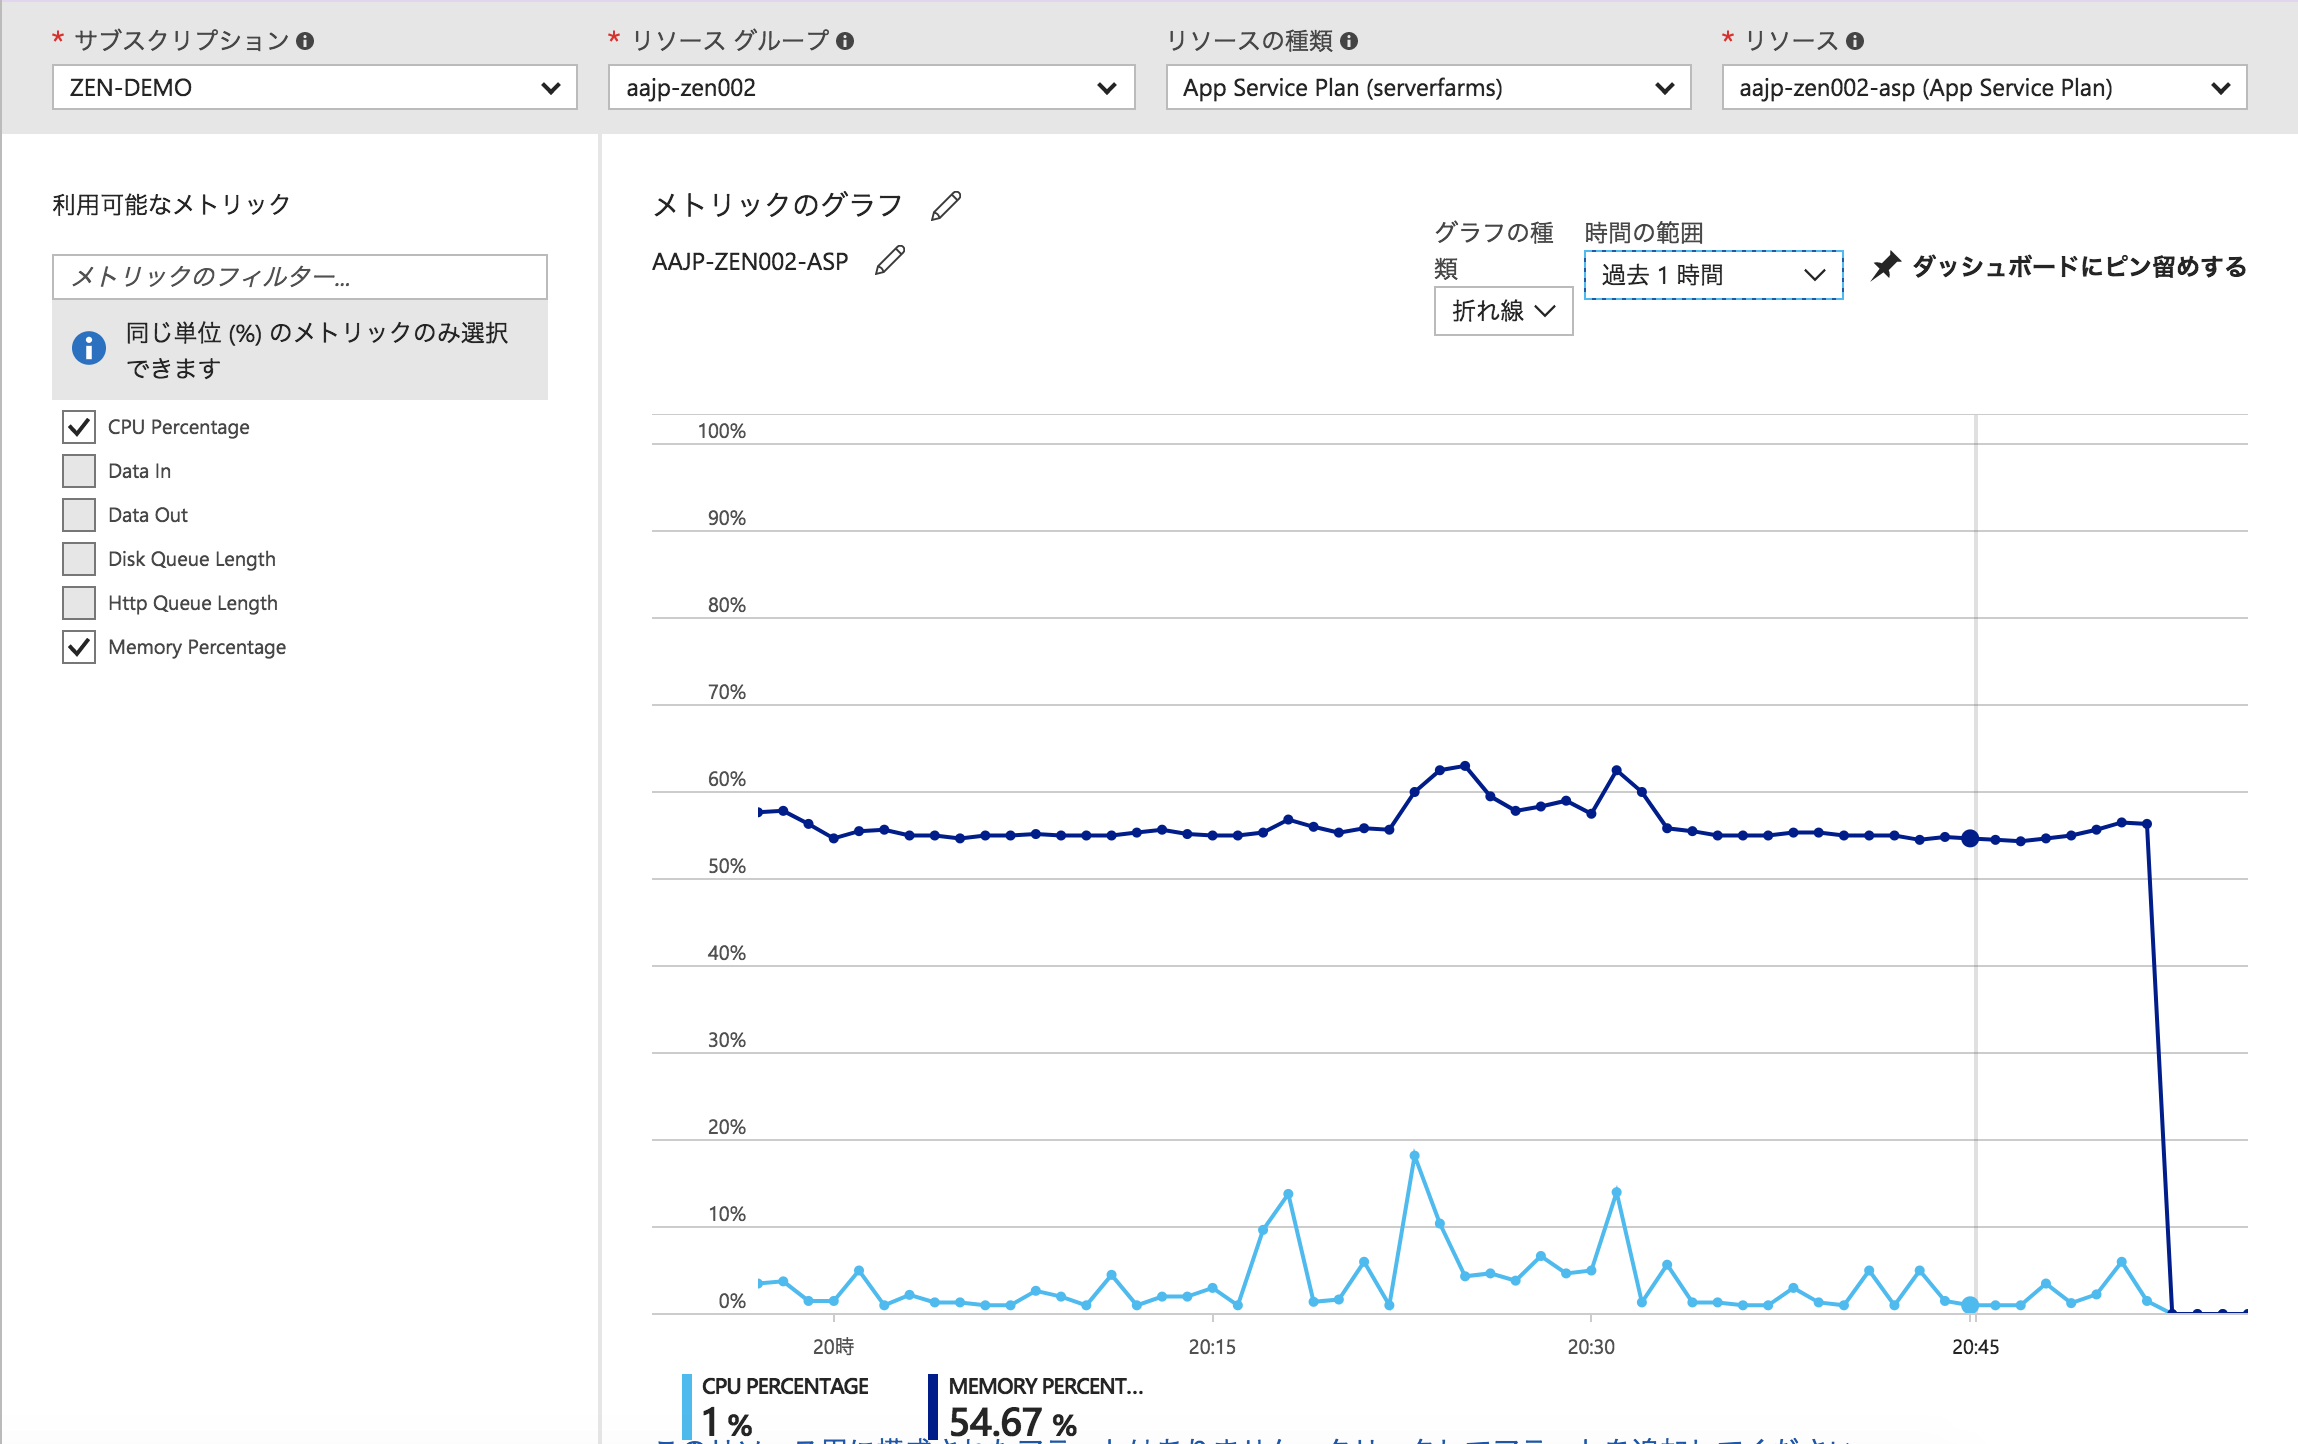 * サブスクリプション
* リソース グループ
リソースの種類
* リソース
ZEN-DEMO
aajp-zen002
App Service Plan (serverfarms)
aajp-zen002-asp (App Service Plan)
利用可能なメトリック
メトリックのフィルター...
同じ単位 (%) のメトリックのみ選択
できます
CPU Percentage
Data In
Data Out
Disk Queue Length
Http Queue Length
Memory Percentage
メトリックのグラフ
AAJP-ZEN002-ASP
グラフの種
類
折れ線
時間の範囲
過去 1 時間
ダッシュボードにピン留めする
100%
90%
80%
70%
60%
50%
40%
30%
20%
10%
0%
20時
20:15
20:30
20:45
CPU PERCENTAGE
1 %
MEMORY PERCENT...
54.67 %